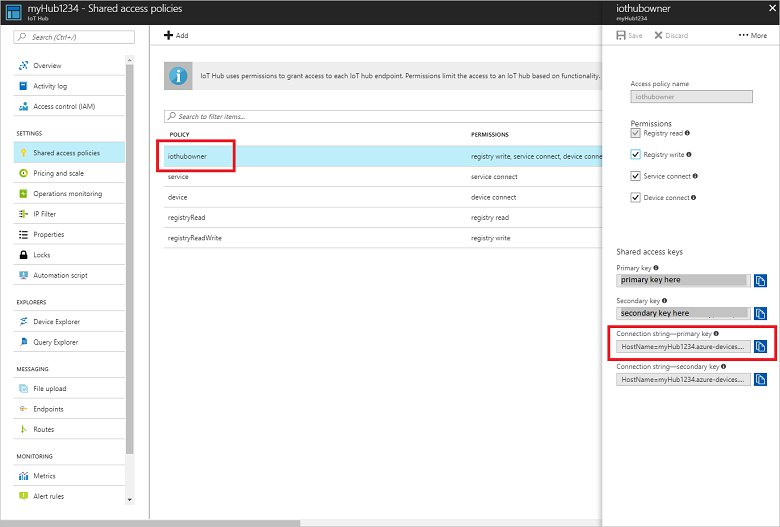 myHub1234 - Shared access policies
IoT Hub
Search (Ctrl+/)
Overview
Activity log
Access control (IAM)
SETTINGS
Shared access policies
Pricing and scale
Operations monitoring
IP Filter
Properties
Locks
Automation script
EXPLORERS
Device Explorer
Query Explorer
MESSAGING
File upload
Endpoints
Routes
MONITORING
Metrics
Alert rules
Add
IoT Hub uses permissions to grant access to each IoT hub endpoint. Permissions limit the access to an IoT hub based on functionality.
Search to filter items...
POLICY PERMISSIONS
iothubowner registry write, service connect, device conne
service service connect
device device connect
registryRead registry read
registryReadWrite registry write
iothubowner
myHub1234
Save Discard ••• More
Access policy name
iothubowner
Permissions
Registry read
Registry write
Service connect
Device connect
Shared access keys
Primary key
primary key here
Secondary key
secondary key here
Connection string—primary key
HostName=myHub1234.azure-devices....
Connection string—secondary key
HostName=myHub1234.azure-devices....